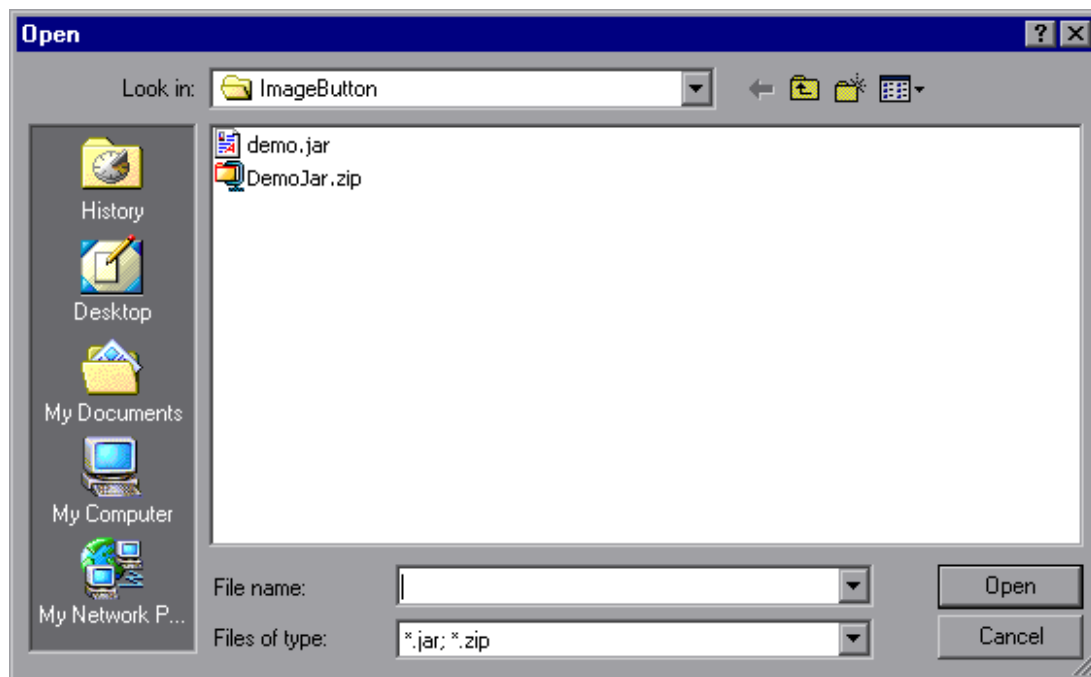 Open
Look in:
ImageButton
demo.jar
DemoJar.zip
History
Desktop
My Documents
My Computer
My Network P...
File name:
Open
Files of type:
*.jar; *.zip
Cancel